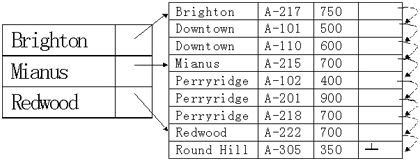 Brighton
Mianus
Redwood
Brighton A-217 750
Downtown A-101 500
Downtown A-110 600
Mianus A-215 700
Perryridge A-102 400
Perryridge A-201 900
Perryridge A-218 700
Redwood A-222 700
Round Hill A-305 350